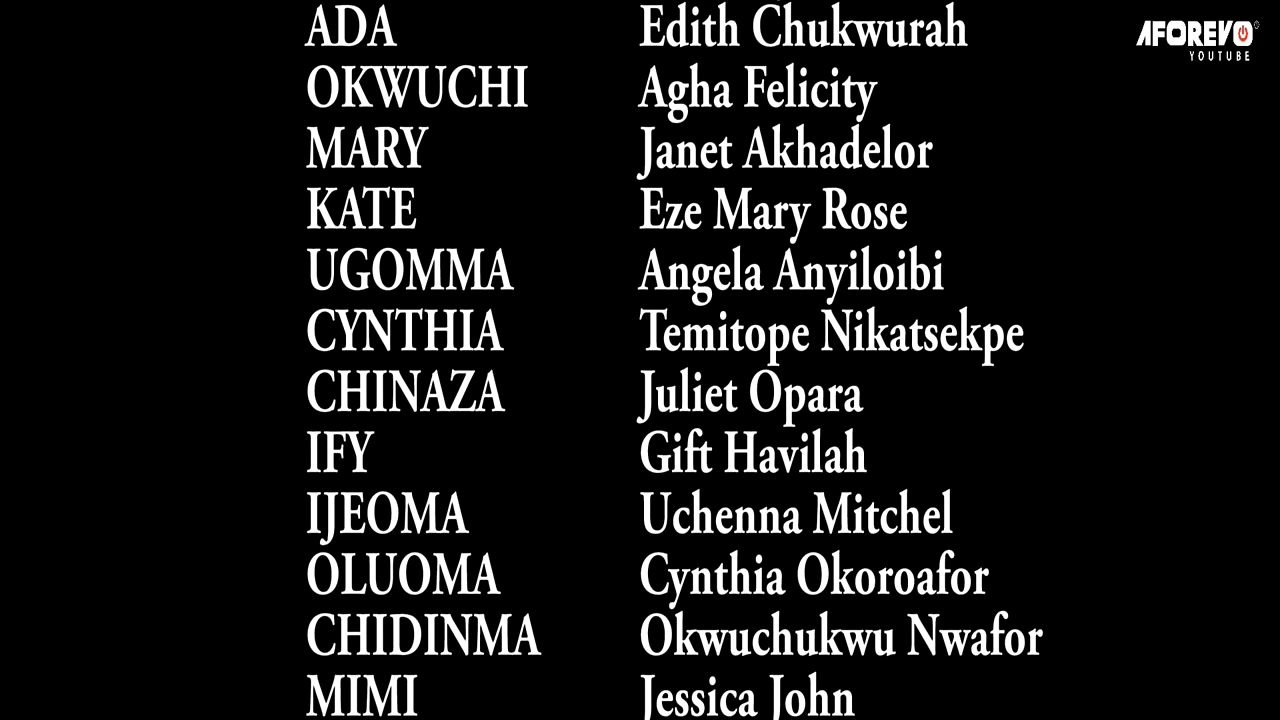 ADA Edith Chukwurah
OKWUCHI Agha Felicity
MARY Janet Akhadelor
KATE Eze Mary Rose
UGOMMA Angela Anyiloibi
CYNTHIA Temitope Nikatsekpe
CHINAZA Juliet Opara
IFY Gift Havilah
IJEOMA Uchenna Mitchel
OLUOMA Cynthia Okoroafor
CHIDINMA Okwuchukwu Nwafor
MIMI Jessica John
AFOREVO©
YOUTUBE